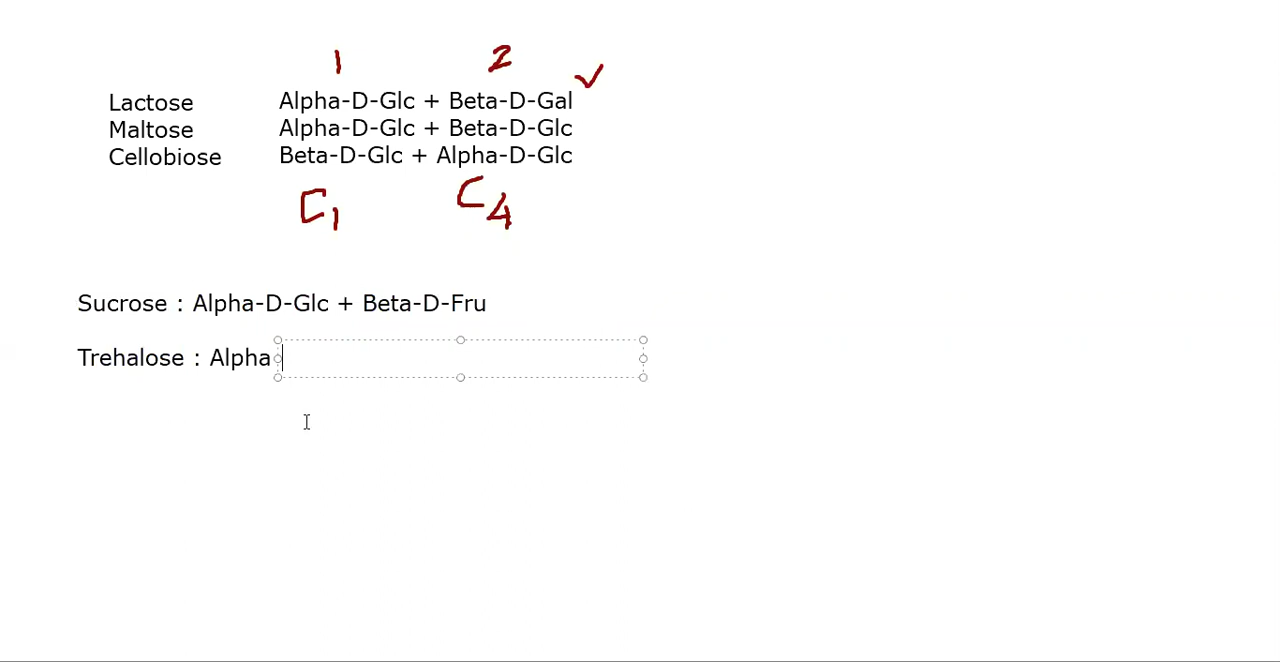 1 2 ✓
Lactose Alpha-D-Glc + Beta-D-Gal
Maltose Alpha-D-Glc + Beta-D-Glc
Cellobiose Beta-D-Glc + Alpha-D-Glc
C1 C4
Sucrose : Alpha-D-Glc + Beta-D-Fru
Trehalose : Alpha